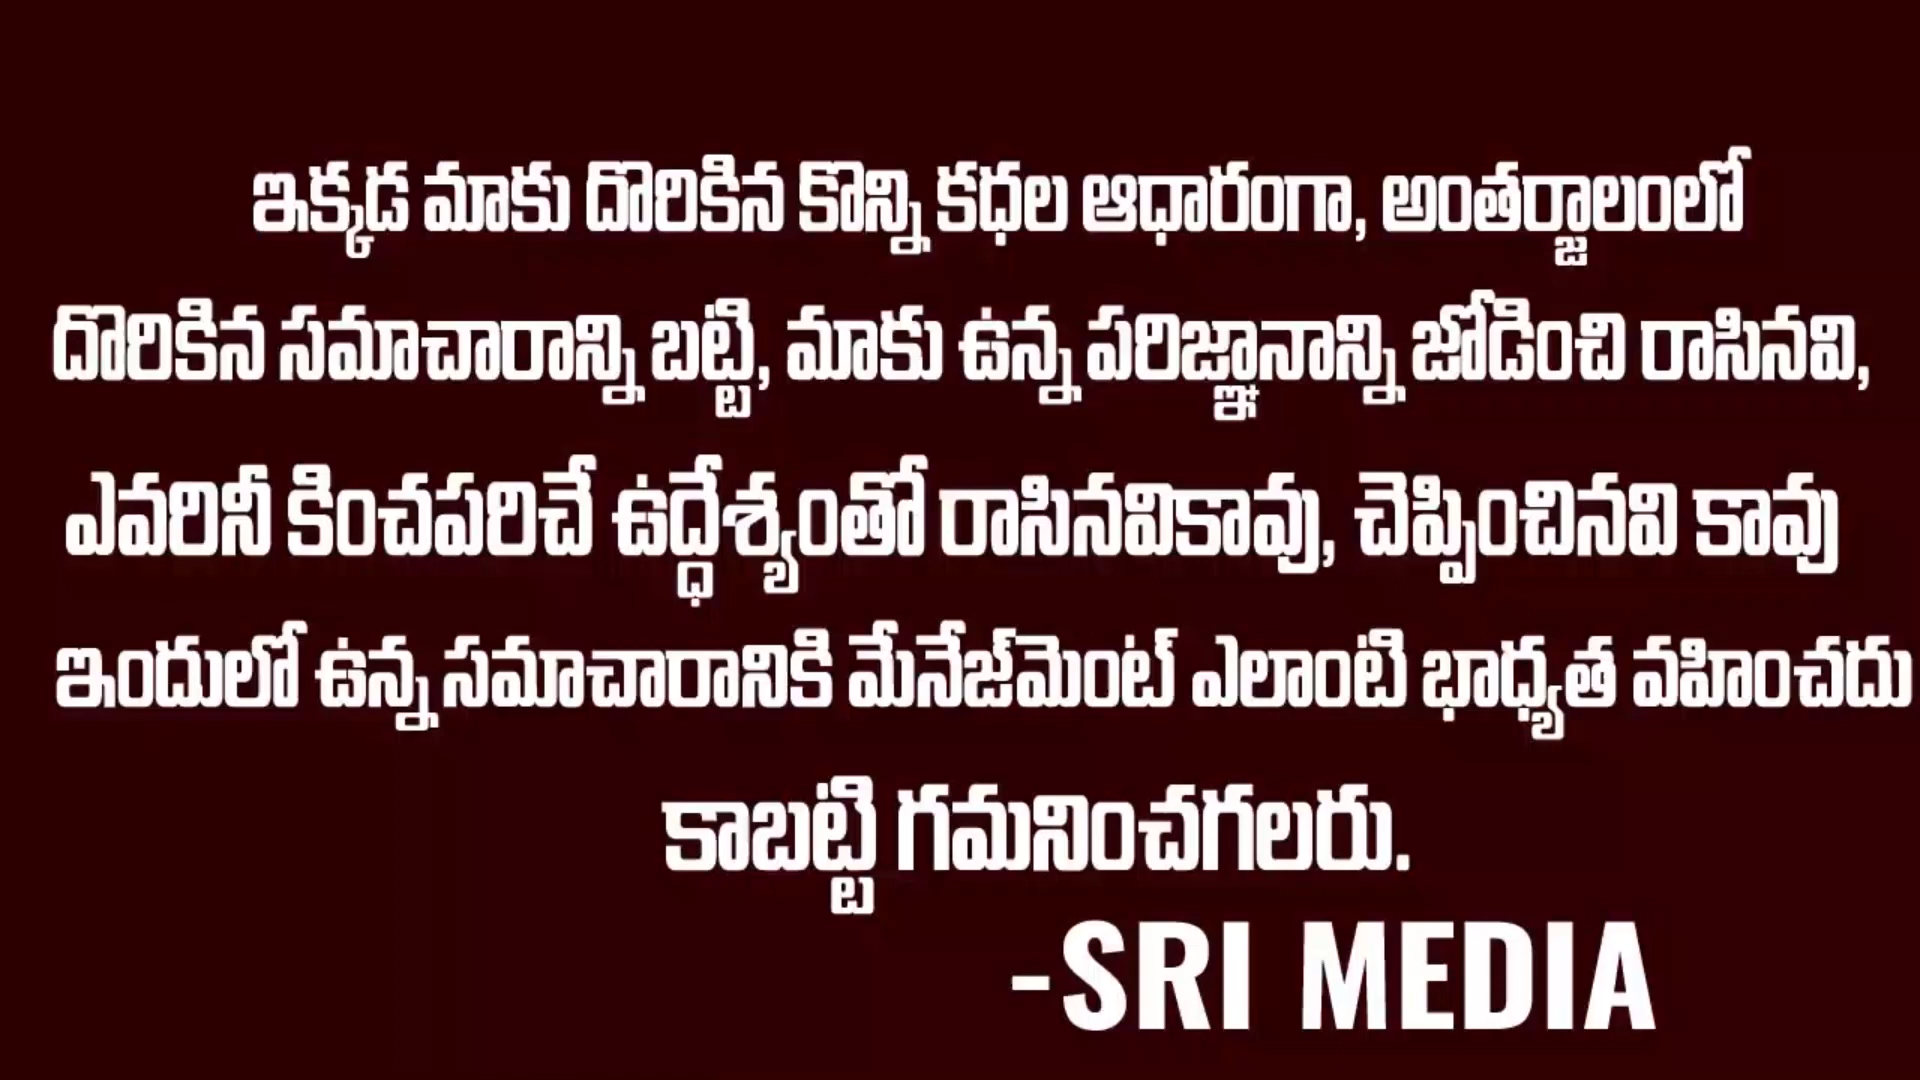 ఇక్కడ మాకు దొరికిన కొన్ని కధల ఆధారంగా, అంతర్జాలంలో
దొరికిన సమాచారాన్ని బట్టి, మాకు ఉన్న పరిజ్ఞానాన్ని జోడించి రాసినవి,
ఎవరినీ కించపరిచే ఉద్ధేశ్యంతో రాసినవికావు, చెప్పించినవి కావు
ఇందులో ఉన్న సమాచారానికి మేనేజ్‌మెంట్ ఎలాంటి భాధ్యత వహించదు
కాబట్టి గమనించగలరు.
-SRI MEDIA